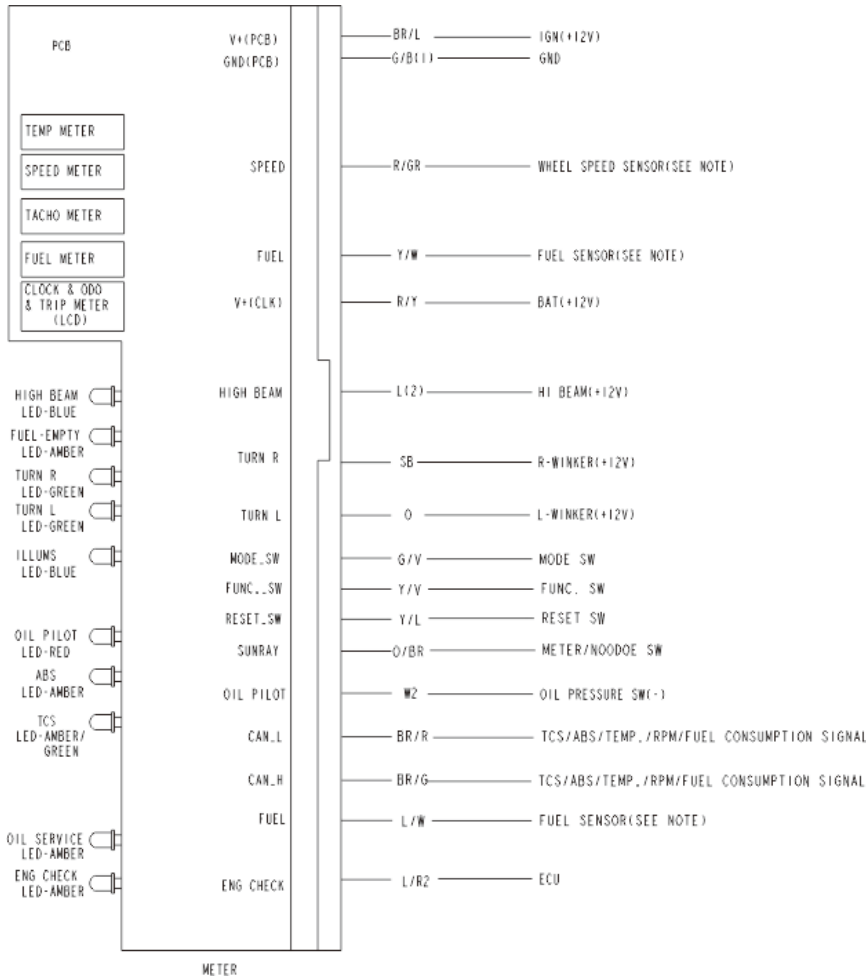 PCB
V+(PCB) BR/L IGN(+12V)
GND(PCB) G/B(1) GND
TEMP METER
SPEED METER
SPEED R/GR WHEEL SPEED SENSOR(SEE NOTE)
TACHO METER
FUEL METER
FUEL Y/W FUEL SENSOR(SEE NOTE)
CLOCK & ODO
& TRIP METER
(LCD)
V+(CLK) R/Y BAT(+12V)
HIGH BEAM
LED-BLUE
HIGH BEAM L(2) HI BEAM(+12V)
FUEL-EMPTY
LED-AMBER
TURN R SB R-WINKER(+12V)
TURN R
LED-GREEN
TURN L
LED-GREEN
TURN L O L-WINKER(+12V)
ILLUMS
LED-BLUE
MODE_SW G/V MODE SW
FUNC._SW Y/V FUNC. SW
RESET_SW Y/L RESET SW
OIL PILOT
LED-RED
SUNRAY O/BR METER/NOODOE SW
ABS
LED-AMBER
OIL PILOT W2 OIL PRESSURE SW(-)
TCS
LED-AMBER/
GREEN
CAN_L BR/R TCS/ABS/TEMP./RPM/FUEL CONSUMPTION SIGNAL
CAN_H BR/G TCS/ABS/TEMP./RPM/FUEL CONSUMPTION SIGNAL
FUEL L/W FUEL SENSOR(SEE NOTE)
OIL SERVICE
LED-AMBER
ENG CHECK
LED-AMBER
ENG CHECK L/R2 ECU
METER